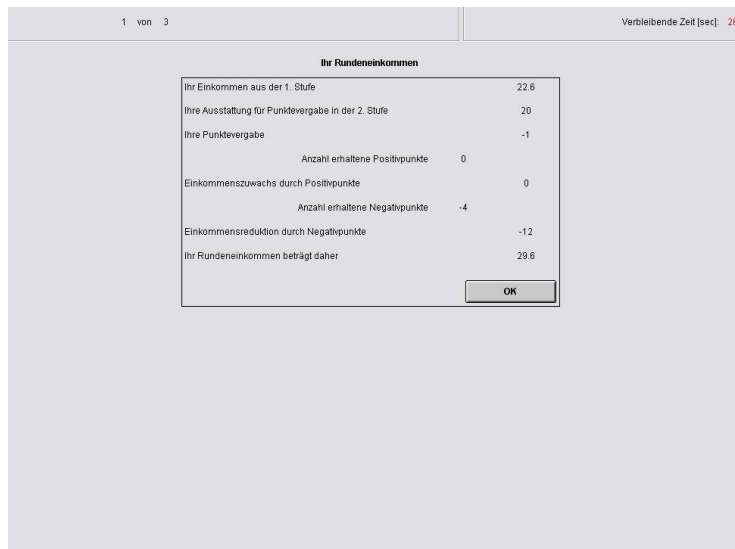 1 von 3
Verbleibende Zeit [sec]:
Ihr Rundeneinkommen
Ihr Einkommen aus der 1. Stufe 22.6
Ihre Ausstattung für Punktevergabe in der 2. Stufe 20
Ihre Punktevergabe -1
Anzahl erhaltene Positivpunkte 0
Einkommenszuwachs durch Positivpunkte 0
Anzahl erhaltene Negativpunkte -4
Einkommensreduktion durch Negativpunkte -12
Ihr Rundeneinkommen beträgt daher 29.6
OK